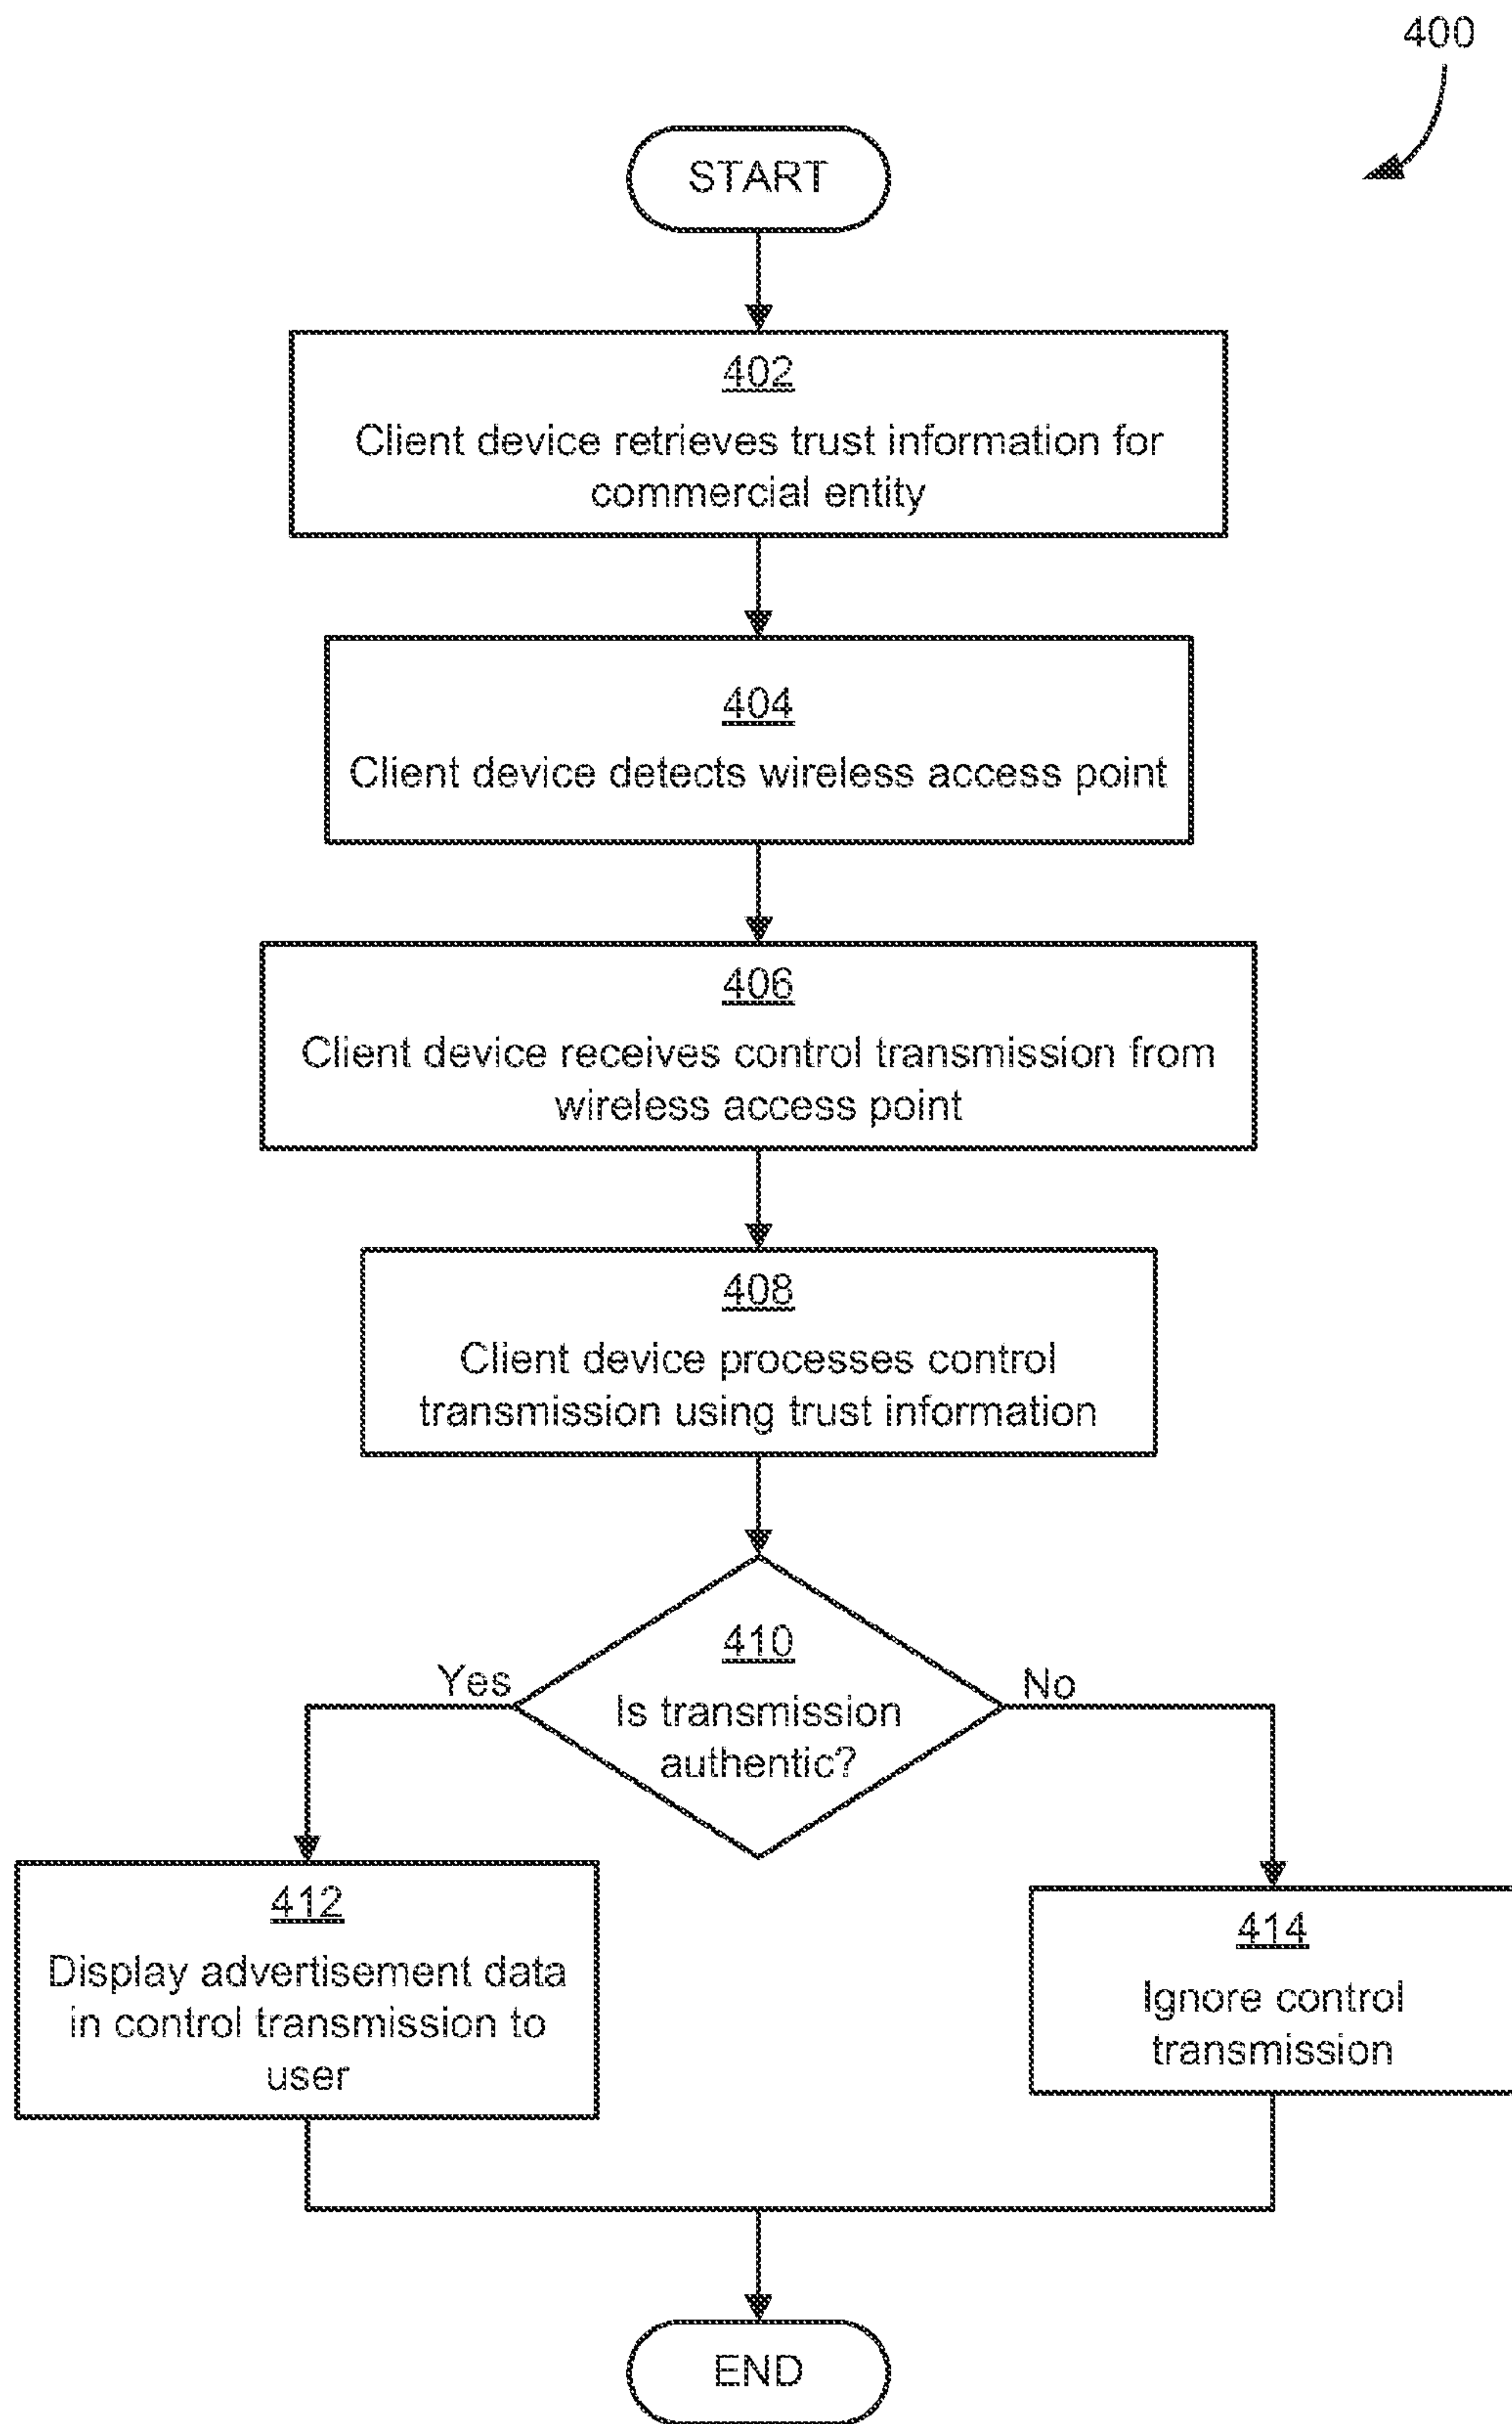 400
START
402
Client device retrieves trust information for
commercial entity
404
Client device detects wireless access point
406
Client device receives control transmission from
wireless access point
408
Client device processes control
transmission using trust information
410
Is transmission
authentic?
Yes
No
412
Display advertisement data
in control transmission to
user
414
Ignore control
transmission
END